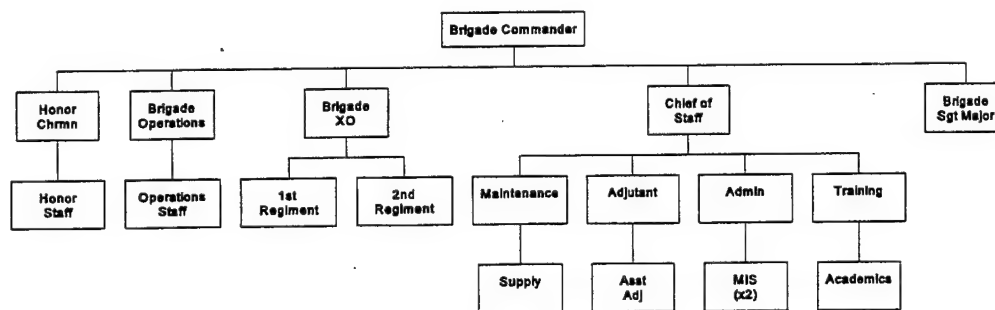 Brigade Commander
Honor
Chrmn
Brigade
Operations
Brigade
XO
Chief of
Staff
Brigade
Sgt Major
Honor
Staff
Operations
Staff
1st
Regiment
2nd
Regiment
Maintenance
Adjutant
Admin
Training
Supply
Asst
Adj
MIS
(x2)
Academics